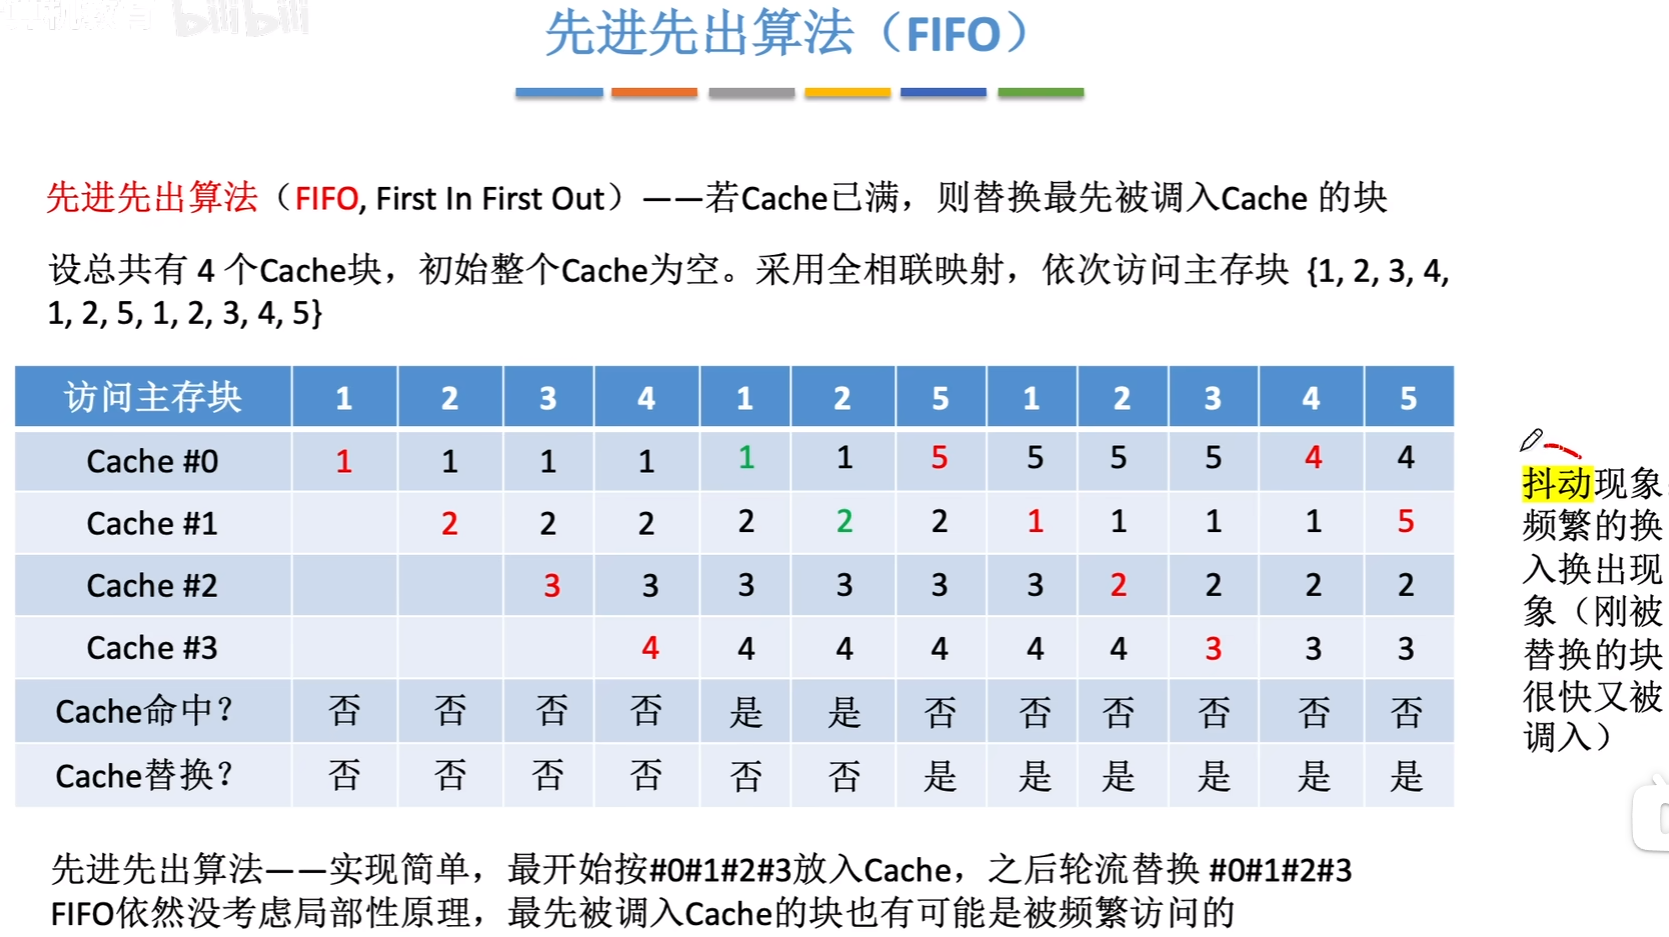 bilibili
先进先出算法（FIFO）
先进先出算法（FIFO, First In First Out）——若Cache已满，则替换最先被调入Cache 的块
设总共有 4 个Cache块，初始整个Cache为空。采用全相联映射，依次访问主存块 {1, 2, 3, 4,
1, 2, 5, 1, 2, 3, 4, 5}
访问主存块 1 2 3 4 1 2 5 1 2 3 4 5
Cache #0 1 1 1 1 1 1 5 5 5 5 4 4
Cache #1 2 2 2 2 2 2 1 1 1 1 5
Cache #2 3 3 3 3 3 3 2 2 2 2
Cache #3 4 4 4 4 4 4 3 3 3
Cache命中？ 否 否 否 否 是 是 否 否 否 否 否 否
Cache替换？ 否 否 否 否 否 否 是 是 是 是 是 是
抖动现象：
频繁的换
入换出现
象（刚被
替换的块
很快又被
调入）
先进先出算法——实现简单，最开始按#0#1#2#3放入Cache，之后轮流替换 #0#1#2#3
FIFO依然没考虑局部性原理，最先被调入Cache的块也有可能是被频繁访问的